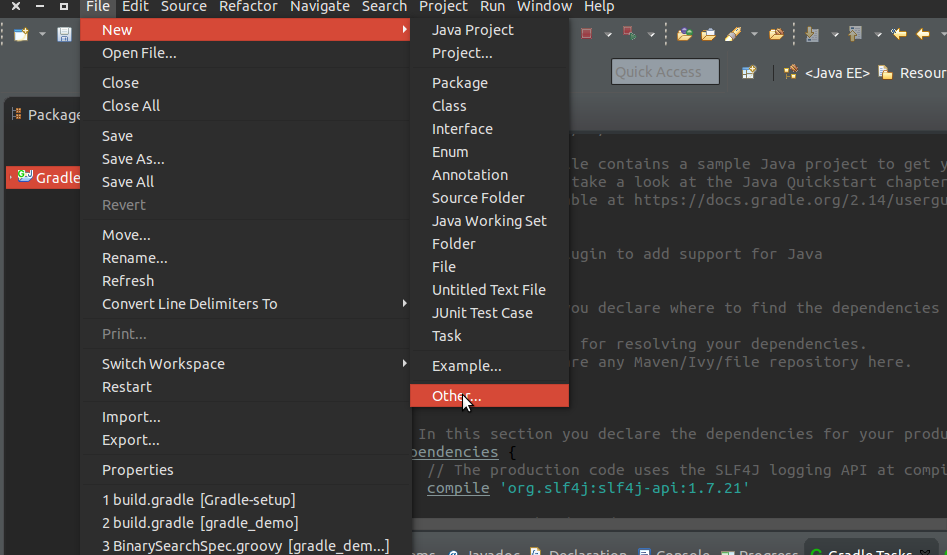 File Edit Source Refactor Navigate Search Project Run Window Help
New
Open File...
Close
Close All
Save
Save As...
Save All
Revert
Move...
Rename...
Refresh
Convert Line Delimiters To
Print...
Switch Workspace
Restart
Import...
Export...
Properties
1 build.gradle [Gradle-setup]
2 build.gradle [gradle_demo]
3 BinarySearchSpec.groovy [gradle_dem...]
Java Project
Project...
Package
Class
Interface
Enum
Annotation
Source Folder
Java Working Set
Folder
File
Untitled Text File
JUnit Test Case
Task
Example...
Other...
Quick Access
<Java EE> Resour
Package
Gradle
le contains a sample Java project to get y
take a look at the Java Quickstart chapter
ble at https://docs.gradle.org/2.14/usergu
ugin to add support for Java
ou declare where to find the dependencies
for resolving your dependencies.
re any Maven/Ivy/file repository here.
In this section you declare the dependencies for your produ
pendencies {
// The production code uses the SLF4J logging API at compi
compile 'org.slf4j:slf4j-api:1.7.21'
ems Javadoc Declaration Console Progress Gradle Tasks